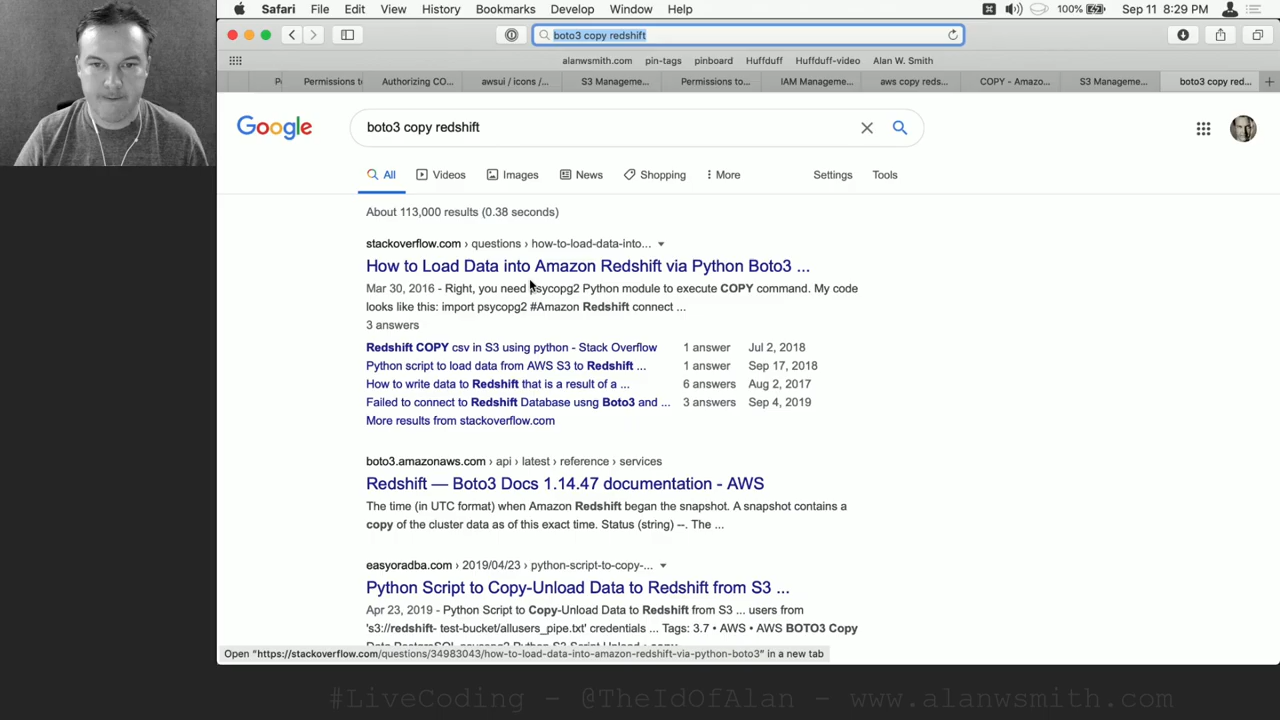 Safari File Edit View History Bookmarks Develop Window Help 100% Sep 11 8:29 PM
boto3 copy redshift
alanwsmith.com pin-tags pinboard Huffduff Huffduff-video Alan W. Smith
Permissions to Authorizing CO... awsui / icons /... S3 Manageme... Permissions to... IAM Manageme... aws copy reds... COPY - Amazo... S3 Manageme... boto3 copy red...
Google boto3 copy redshift
All Videos Images News Shopping More Settings Tools
About 113,000 results (0.38 seconds)
stackoverflow.com › questions › how-to-load-data-into...
How to Load Data into Amazon Redshift via Python Boto3 ...
Mar 30, 2016 - Right, you need psycopg2 Python module to execute COPY command. My code
looks like this: import psycopg2 #Amazon Redshift connect ...
3 answers
Redshift COPY csv in S3 using python - Stack Overflow 1 answer Jul 2, 2018
Python script to load data from AWS S3 to Redshift ... 1 answer Sep 17, 2018
How to write data to Redshift that is a result of a ... 6 answers Aug 2, 2017
Failed to connect to Redshift Database usng Boto3 and ... 3 answers Sep 4, 2019
More results from stackoverflow.com
boto3.amazonaws.com › api › latest › reference › services
Redshift — Boto3 Docs 1.14.47 documentation - AWS
The time (in UTC format) when Amazon Redshift began the snapshot. A snapshot contains a
copy of the cluster data as of this exact time. Status (string) --. The ...
easyoradba.com › 2019/04/23 › python-script-to-copy-...
Python Script to Copy-Unload Data to Redshift from S3 ...
Apr 23, 2019 - Python Script to Copy-Unload Data to Redshift from S3 ... users from
's3://redshift- test-bucket/allusers_pipe.txt' credentials ... Tags: 3.7 • AWS • AWS BOTO3 Copy
Open "https://stackoverflow.com/questions/34983043/how-to-load-data-into-amazon-redshift-via-python-boto3" in a new tab
#LiveCoding - @TheIdOfAlan - www.alanwsmith.com